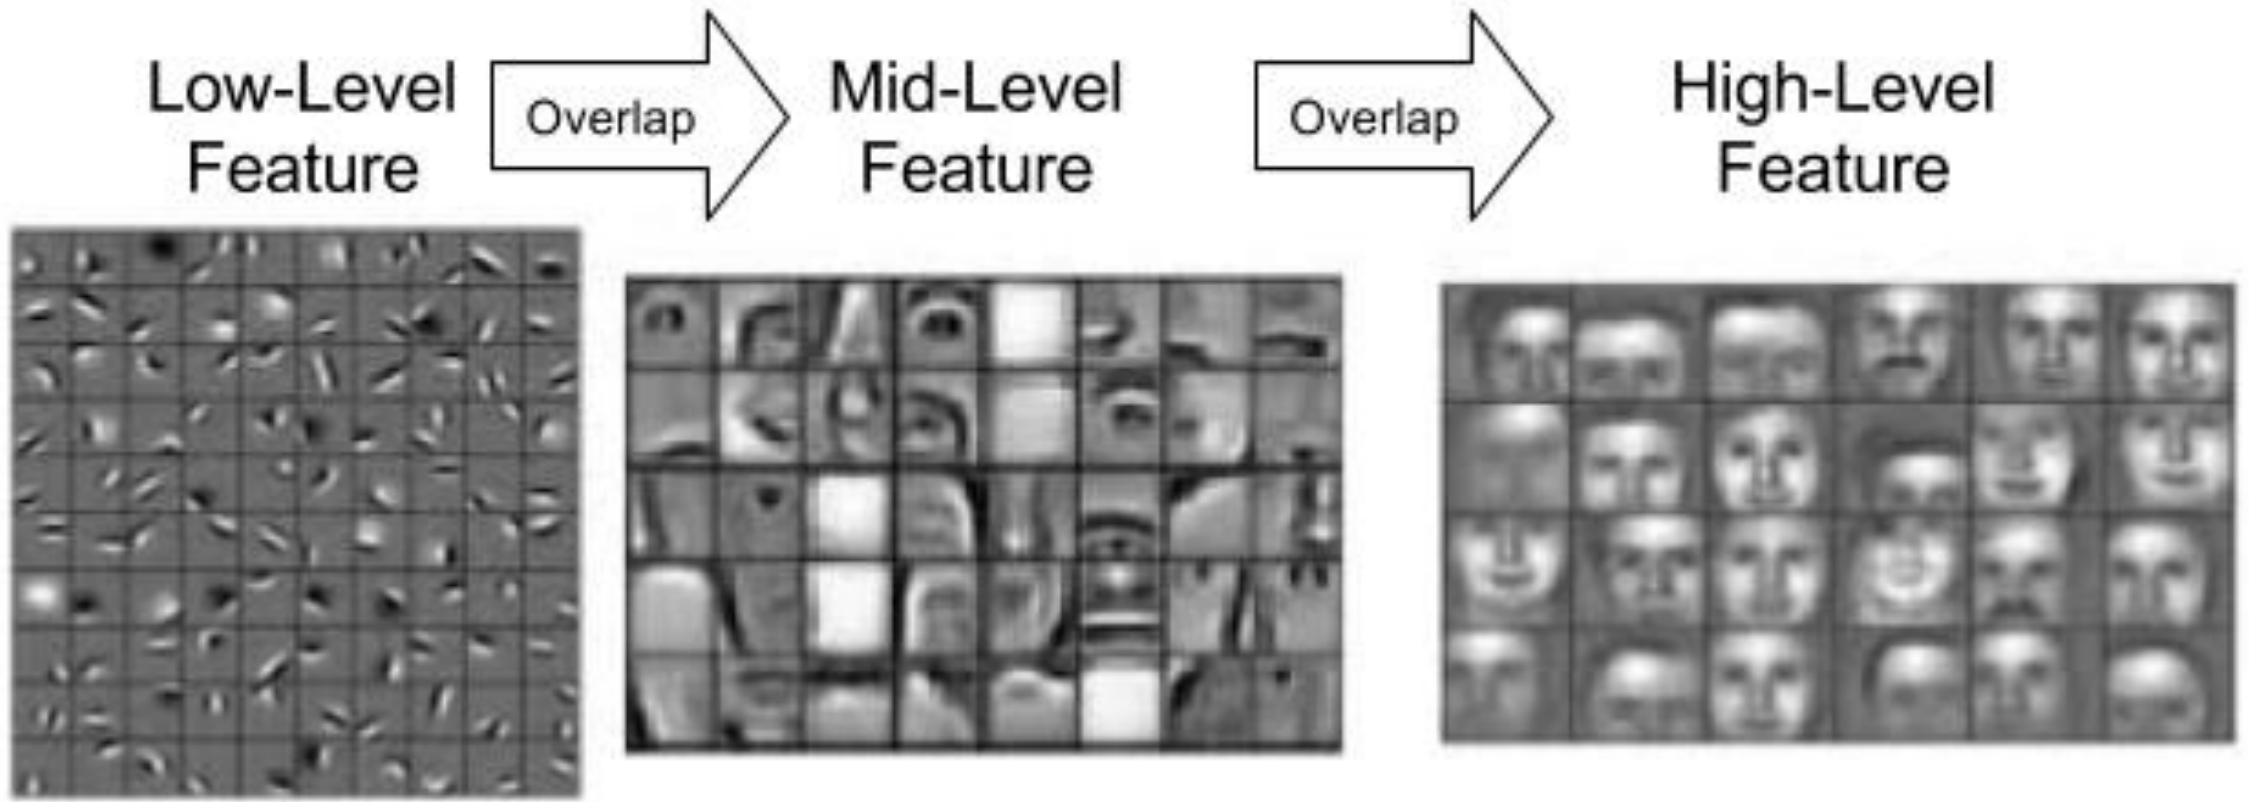 Low-Level
Feature
Overlap
Mid-Level
Feature
Overlap
High-Level
Feature